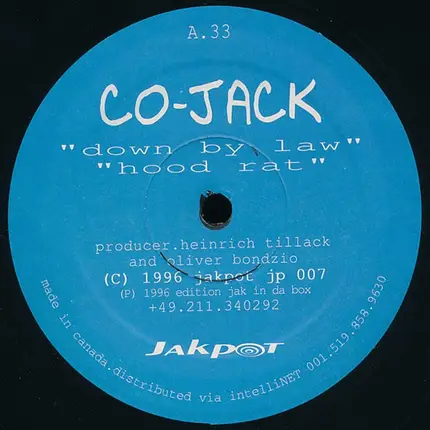 A.33
CO-JACK
"down by law"
"hood rat"
producer.heinrich tillack
and oliver bondzio
(C) 1996 jakpot jp 007
(P) 1996 edition jak in da box
+49.211.340292
JAKPOT
made in canada.distributed via intelliNET 001.519.858.9630